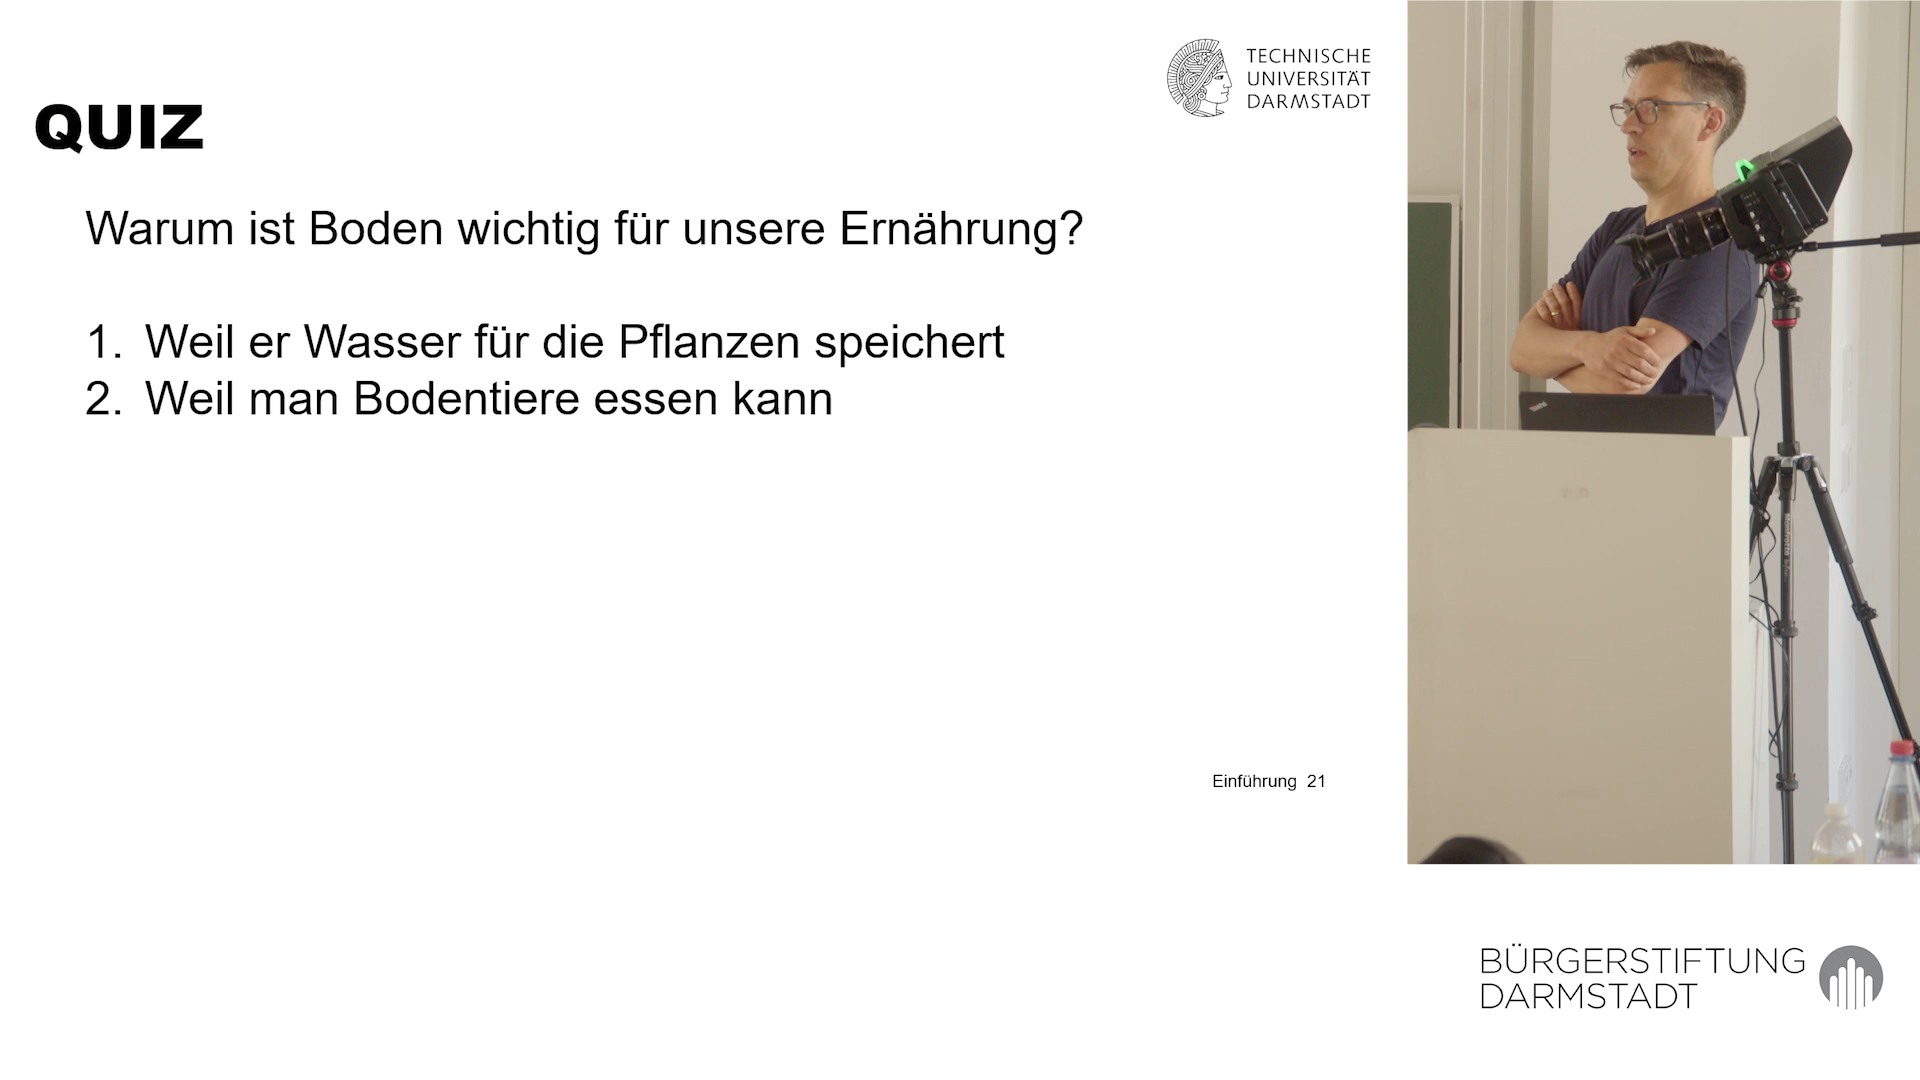 TECHNISCHE
UNIVERSITÄT
DARMSTADT
QUIZ
Warum ist Boden wichtig für unsere Ernährung?
1. Weil er Wasser für die Pflanzen speichert
2. Weil man Bodentiere essen kann
Einführung 21
Manfrotto
BÜRGERSTIFTUNG
DARMSTADT